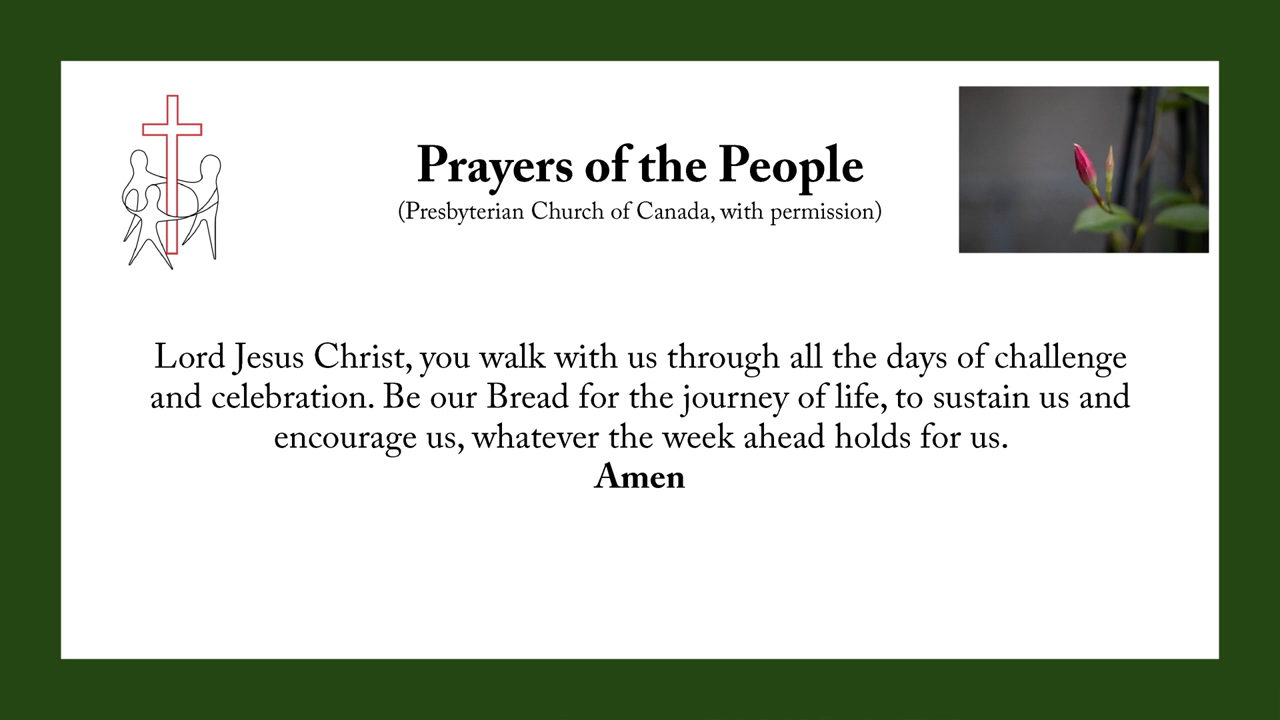 Prayers of the People
(Presbyterian Church of Canada, with permission)
Lord Jesus Christ, you walk with us through all the days of challenge
and celebration. Be our Bread for the journey of life, to sustain us and
encourage us, whatever the week ahead holds for us.
Amen